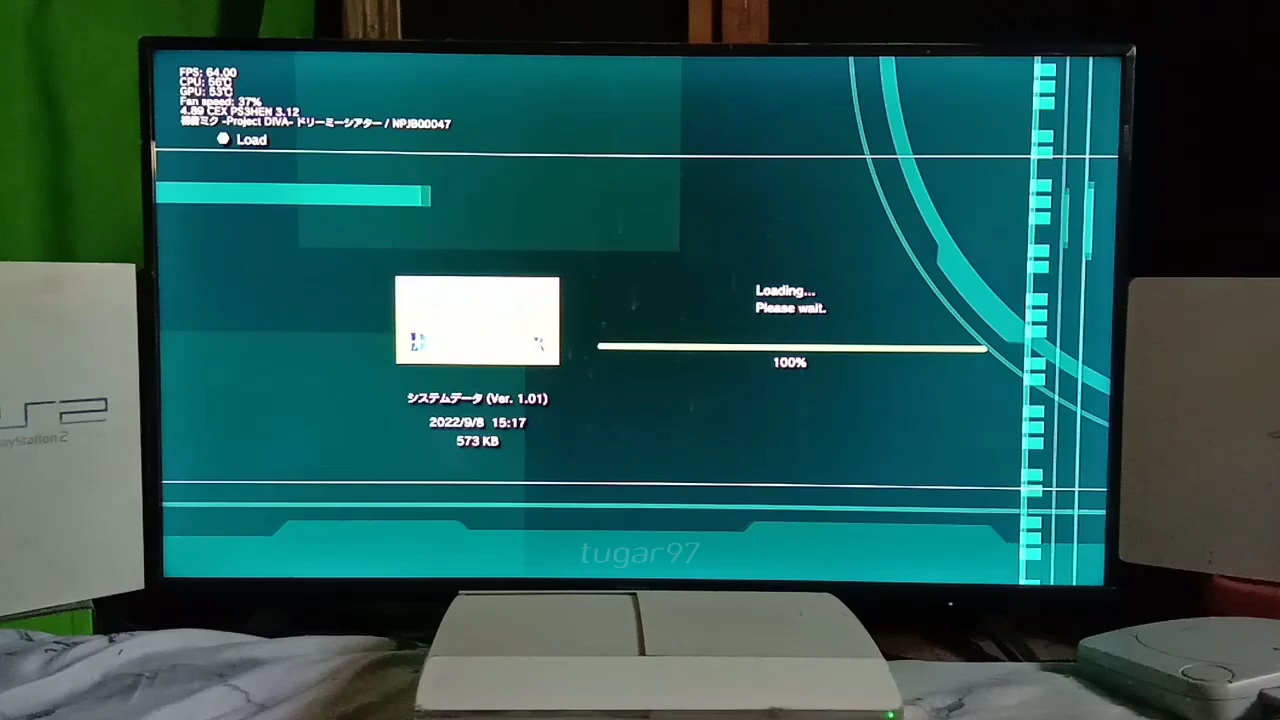 FPS: 64.00
CPU: 56℃
GPU: 53℃
Fan speed: 37%
4.89 CEX PS3HEN 3.12
初音ミク -Project DIVA- ドリーミーシアター / NPJB00047
Load
Loading...
Please wait.
100%
システムデータ (Ver. 1.01)
2022/9/8 15:17
573 KB
PlayStation 2
tugar97